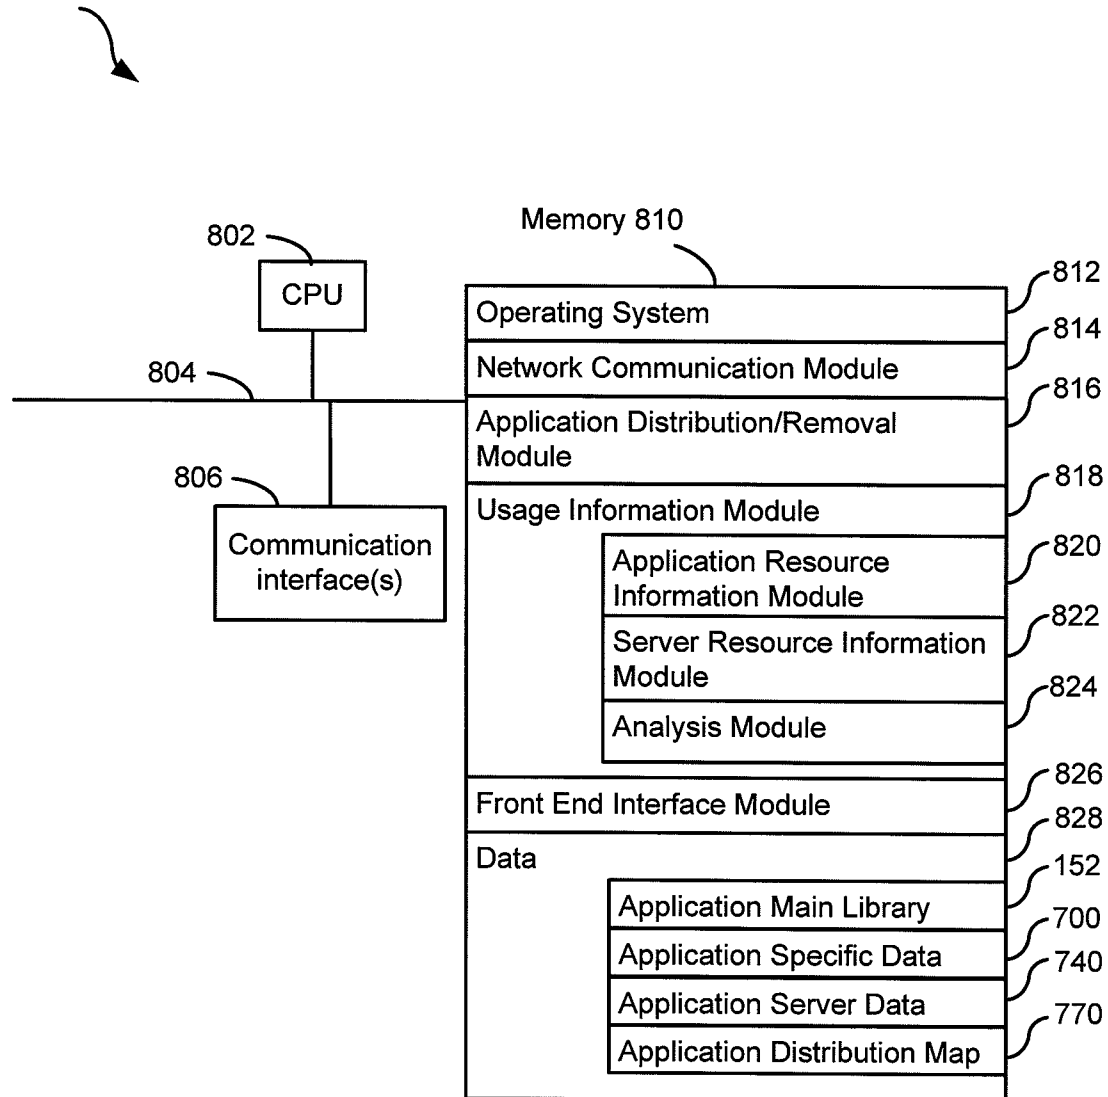 Memory 810
802
CPU
804
806
Communication
interface(s)
Operating System
812
Network Communication Module
814
Application Distribution/Removal
Module
816
Usage Information Module
818
Application Resource
Information Module
820
Server Resource Information
Module
822
Analysis Module
824
Front End Interface Module
826
Data
828
Application Main Library
152
Application Specific Data
700
Application Server Data
740
Application Distribution Map
770